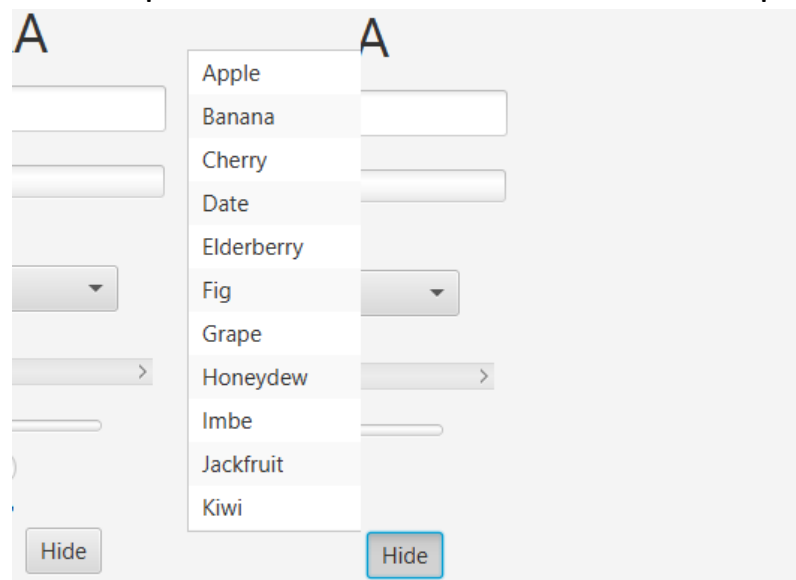 A
A
Apple
Banana
Cherry
Date
Elderberry
Fig
Grape
Honeydew
Imbe
Jackfruit
Kiwi
Hide
Hide